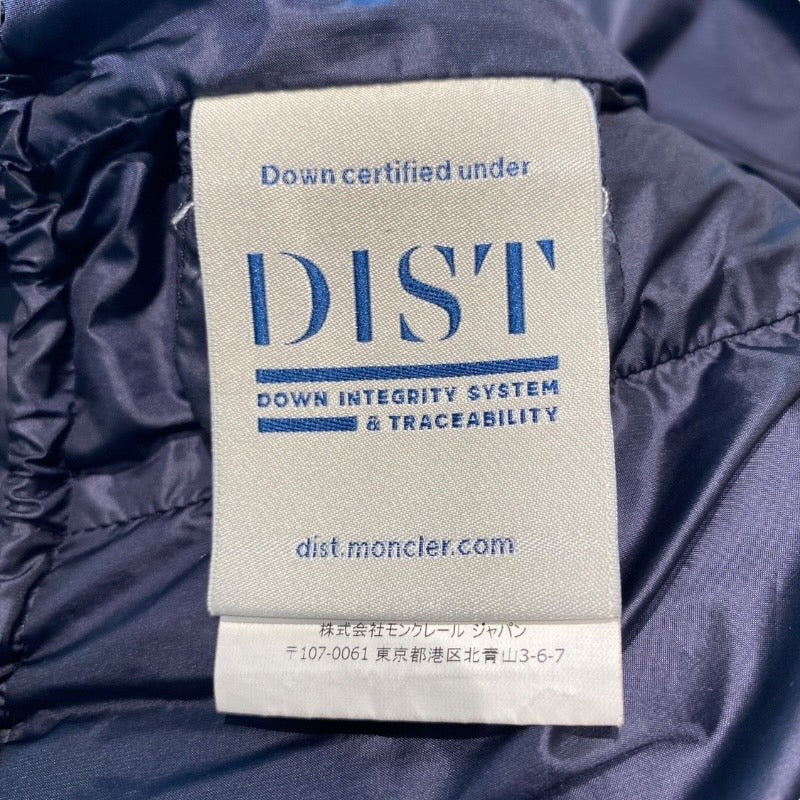 Down certified under
DIST
DOWN INTEGRITY SYSTEM
& TRACEABILITY
dist.moncler.com
株式会社モンクレール ジャパン
〒107-0061 東京都港区北青山3-6-7